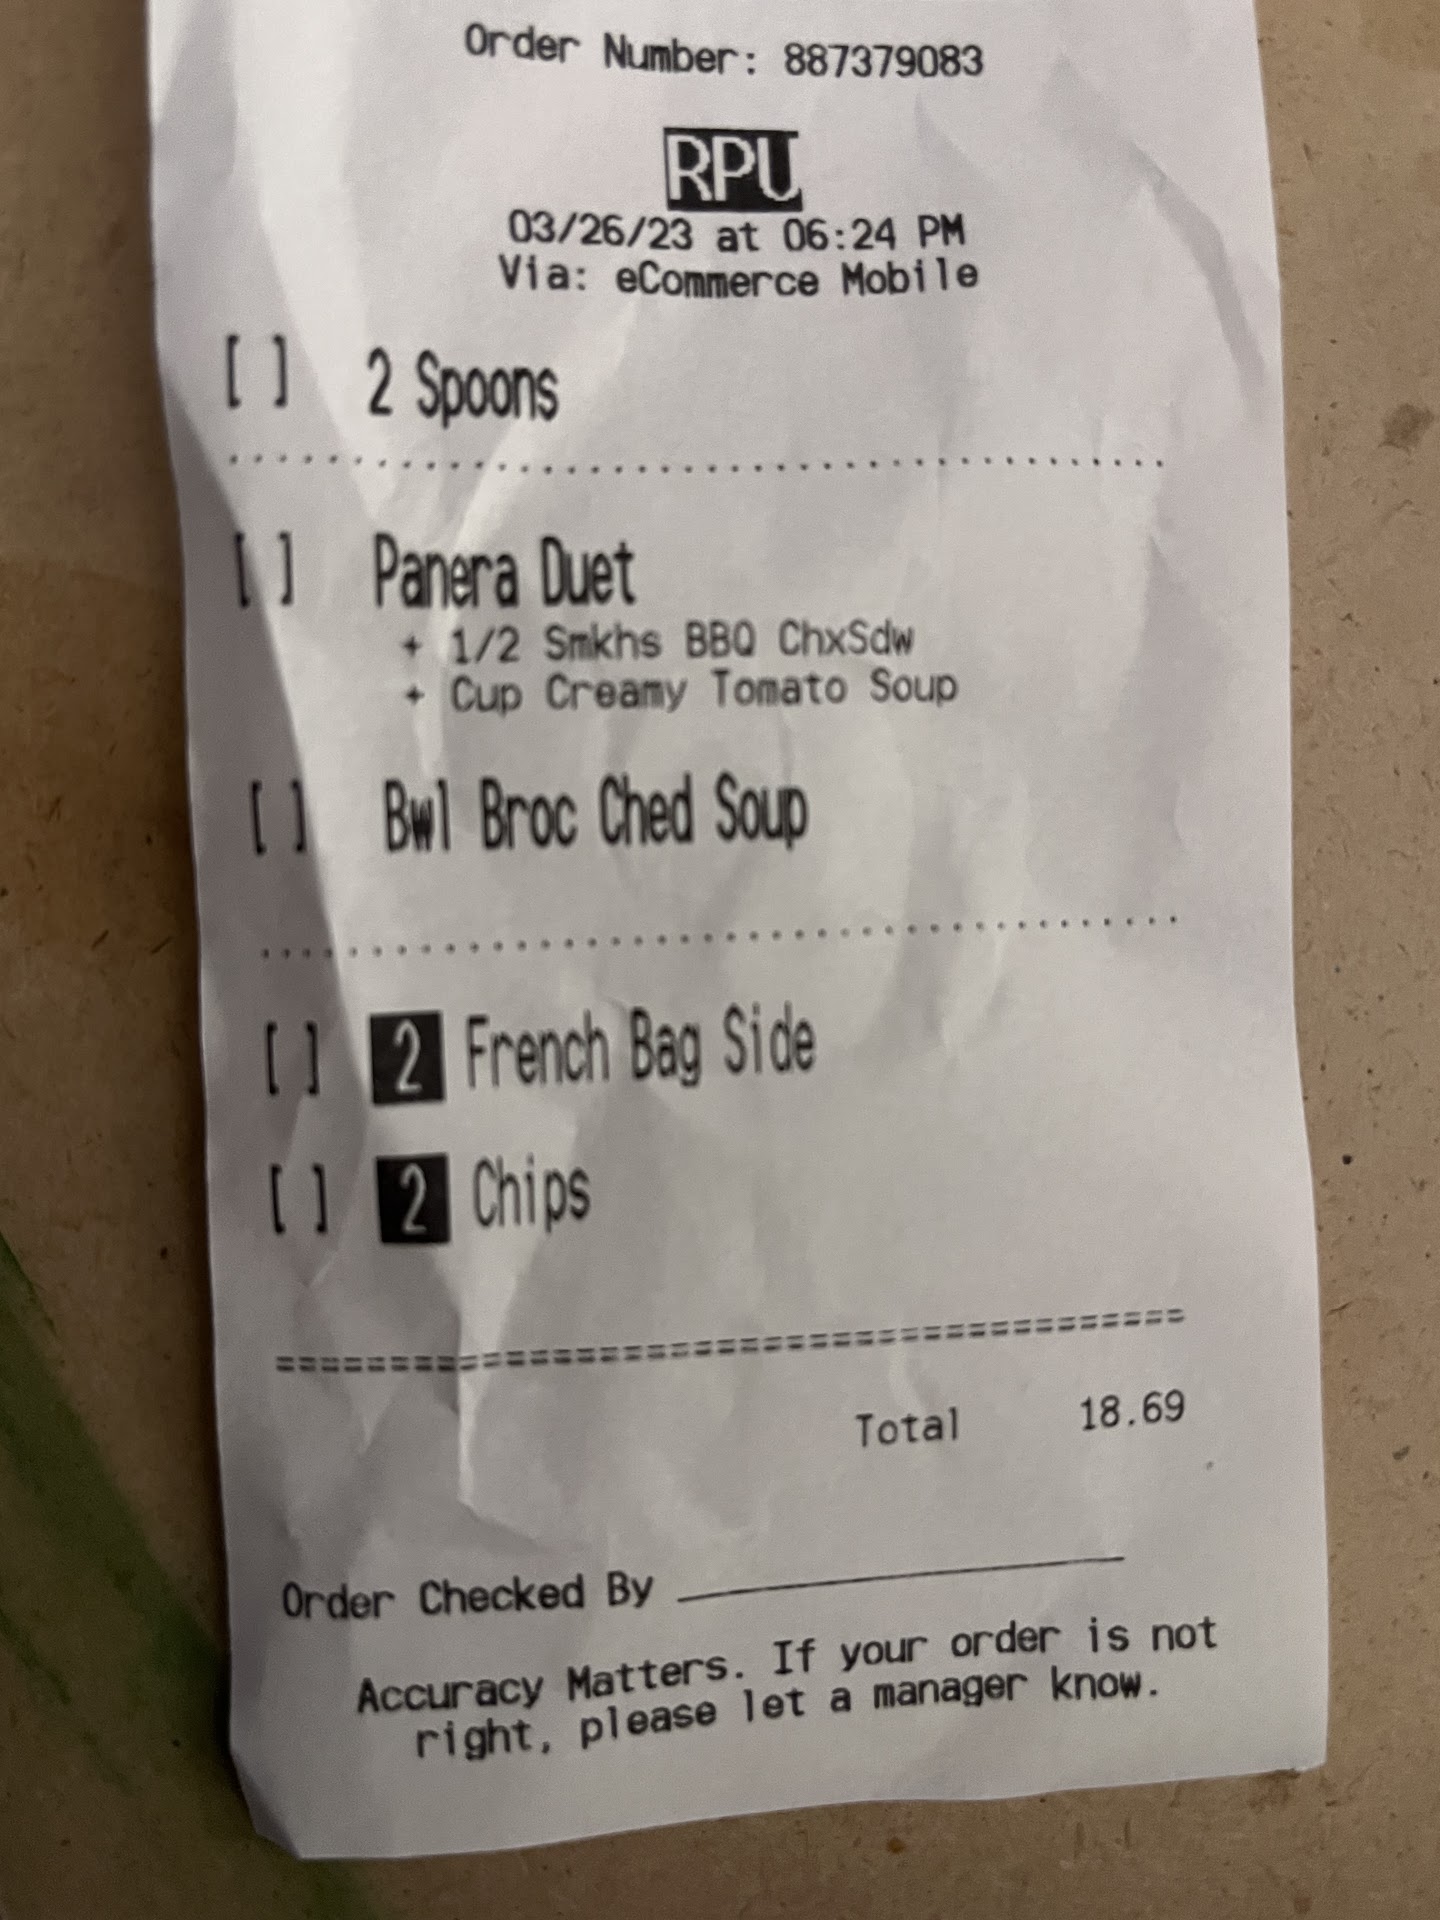 Order Number: 887379083
RPU
03/26/23 at 06:24 PM
Via: eCommerce Mobile
[ ] 2 Spoons
........................................
[ ] Panera Duet
+ 1/2 Smkhs BBQ ChxSdw
+ Cup Creamy Tomato Soup
[ ] Bwl Broc Ched Soup
........................................
[ ] 2 French Bag Side
[ ] 2 Chips
========================================
Total 18.69
Order Checked By ____________________
Accuracy Matters. If your order is not
right, please let a manager know.